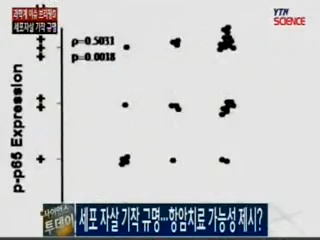 과학계 이슈 브리핑②
세포자살 기작 규명
YTN
SCIENCE
ρ=0.5031
p=0.0018
p-p65 Expression
+++
++
+
사이언스
투데이
세포 자살 기작 규명...항암치료 가능성 제시?